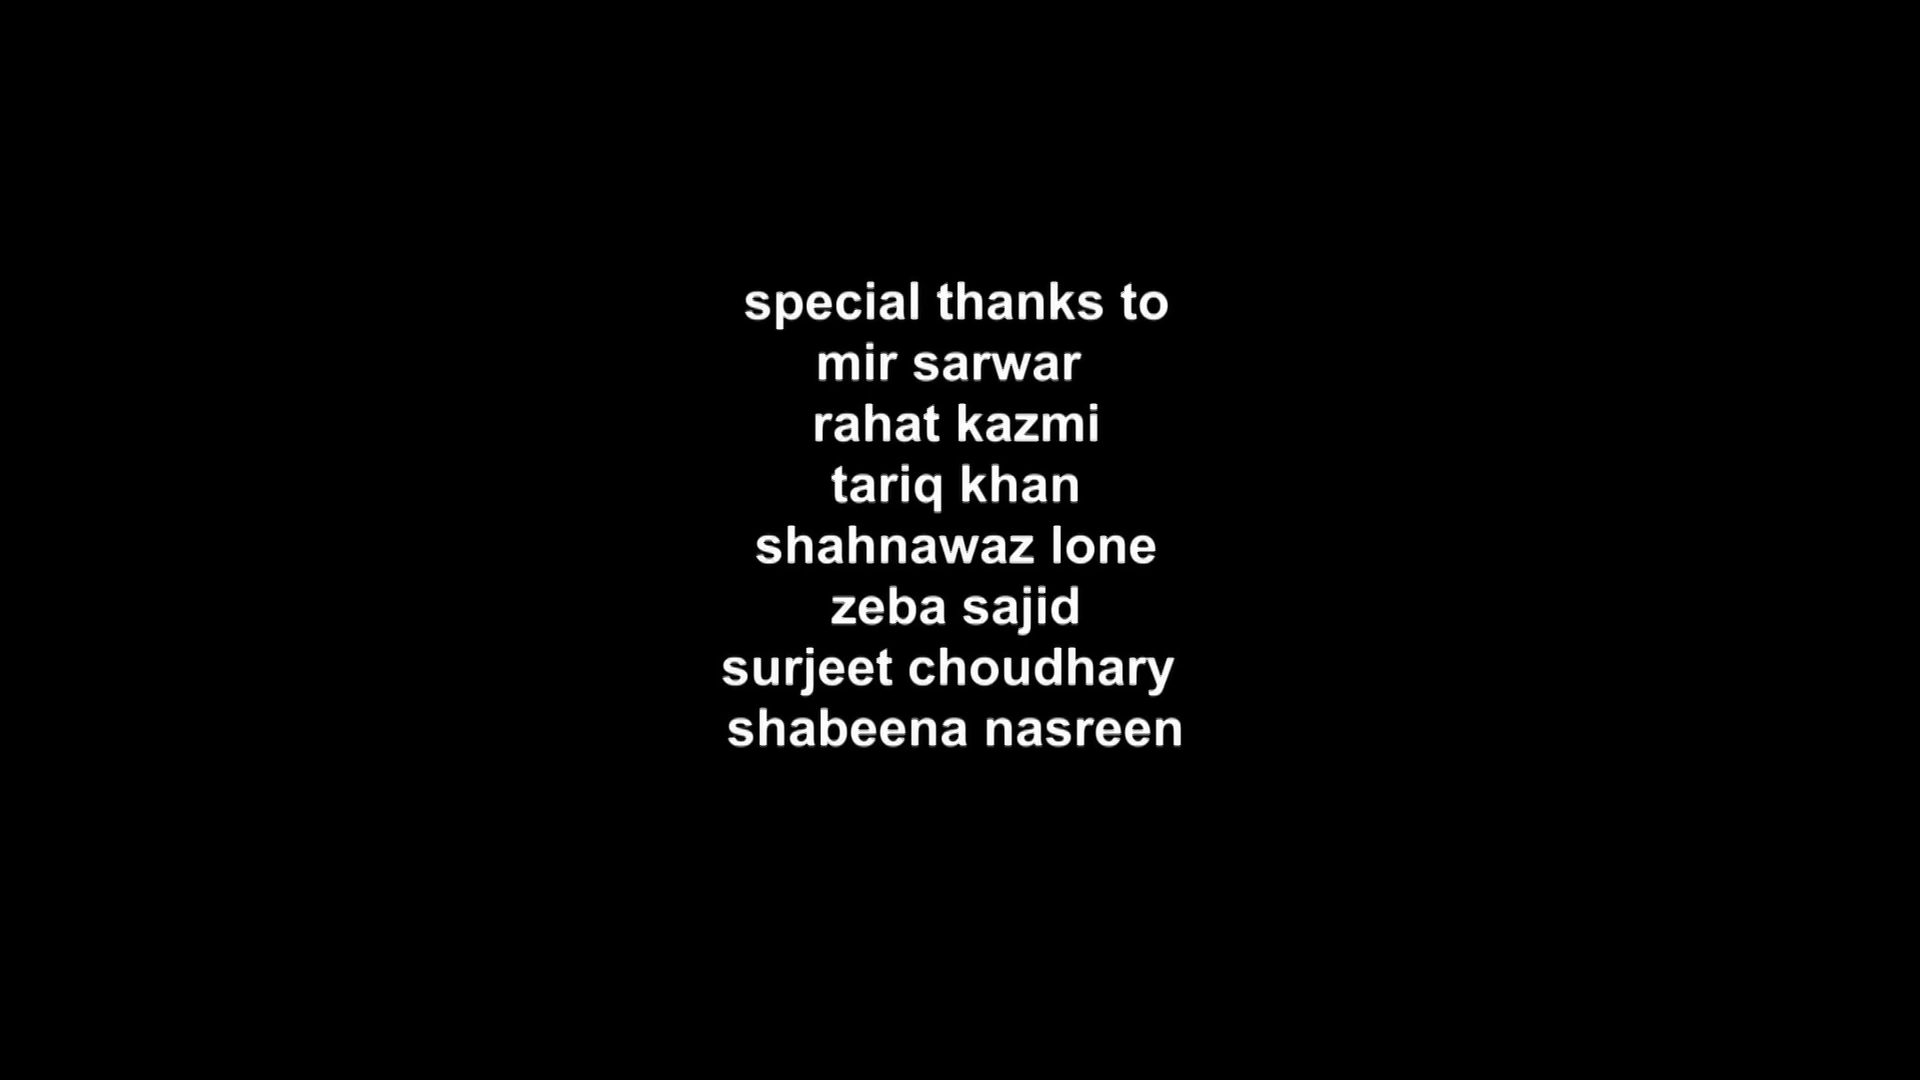 special thanks to
mir sarwar
rahat kazmi
tariq khan
shahnawaz lone
zeba sajid
surjeet choudhary
shabeena nasreen